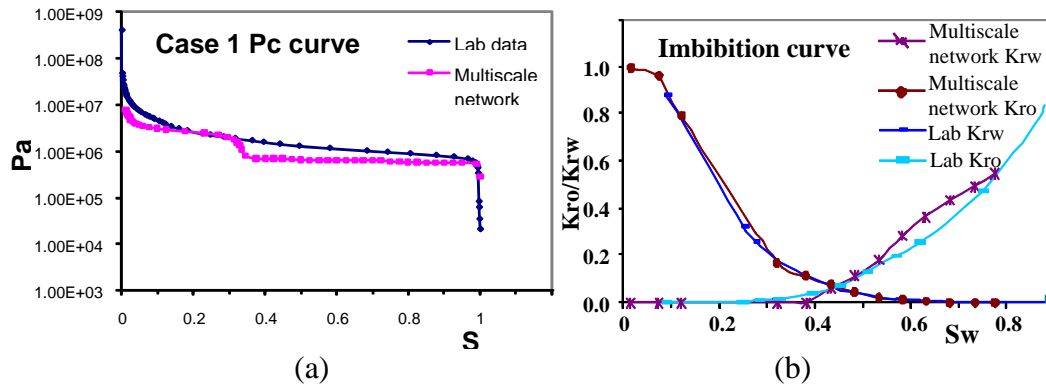 Case 1 Pc curve
Lab data
Multiscale
network
Pa
1.00E+09
1.00E+08
1.00E+07
1.00E+06
1.00E+05
1.00E+04
1.00E+03
0 0.2 0.4 0.6 0.8 1
S
(a)
Imbibition curve
Multiscale
network Krw
Multiscale
network Kro
Lab Krw
Lab Kro
Kro/Krw
1.0
0.8
0.6
0.4
0.2
0.0
0 0.2 0.4 0.6 0.8
Sw
(b)